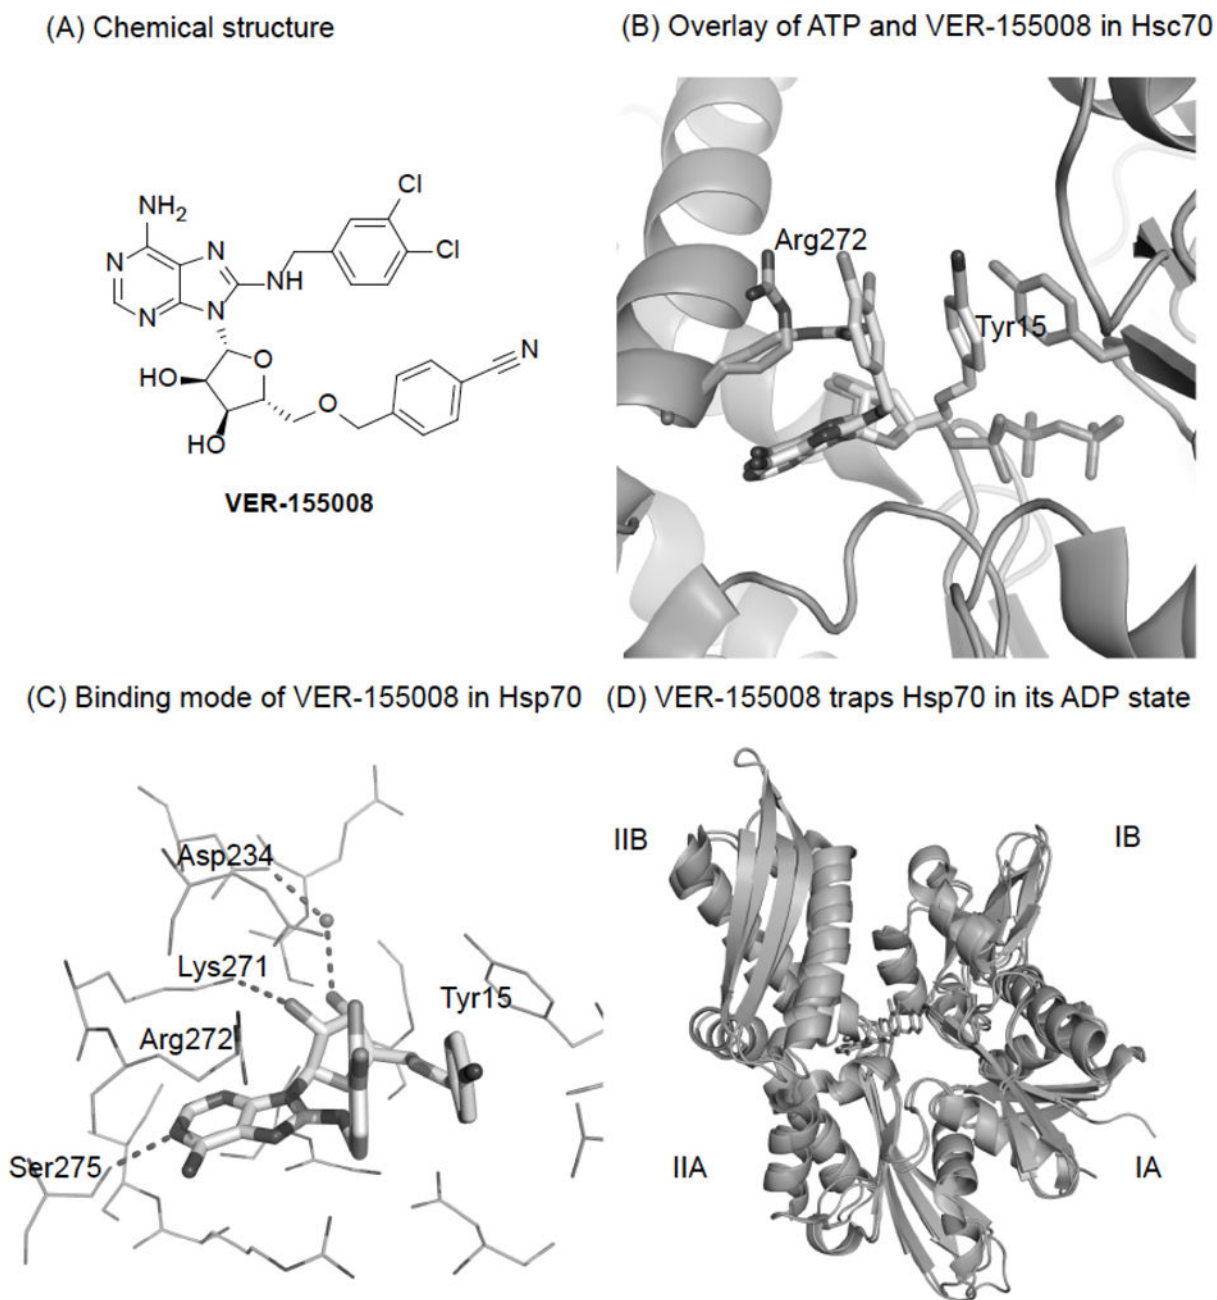 (A) Chemical structure
(B) Overlay of ATP and VER-155008 in Hsc70
NH2
N
N
N
N
NH
Cl
Cl
O
HO
HO
O
N
VER-155008
Arg272
Tyr15
(C) Binding mode of VER-155008 in Hsp70
(D) VER-155008 traps Hsp70 in its ADP state
Asp234
Lys271
Arg272
Tyr15
Ser275
IIB
IB
IIA
IA